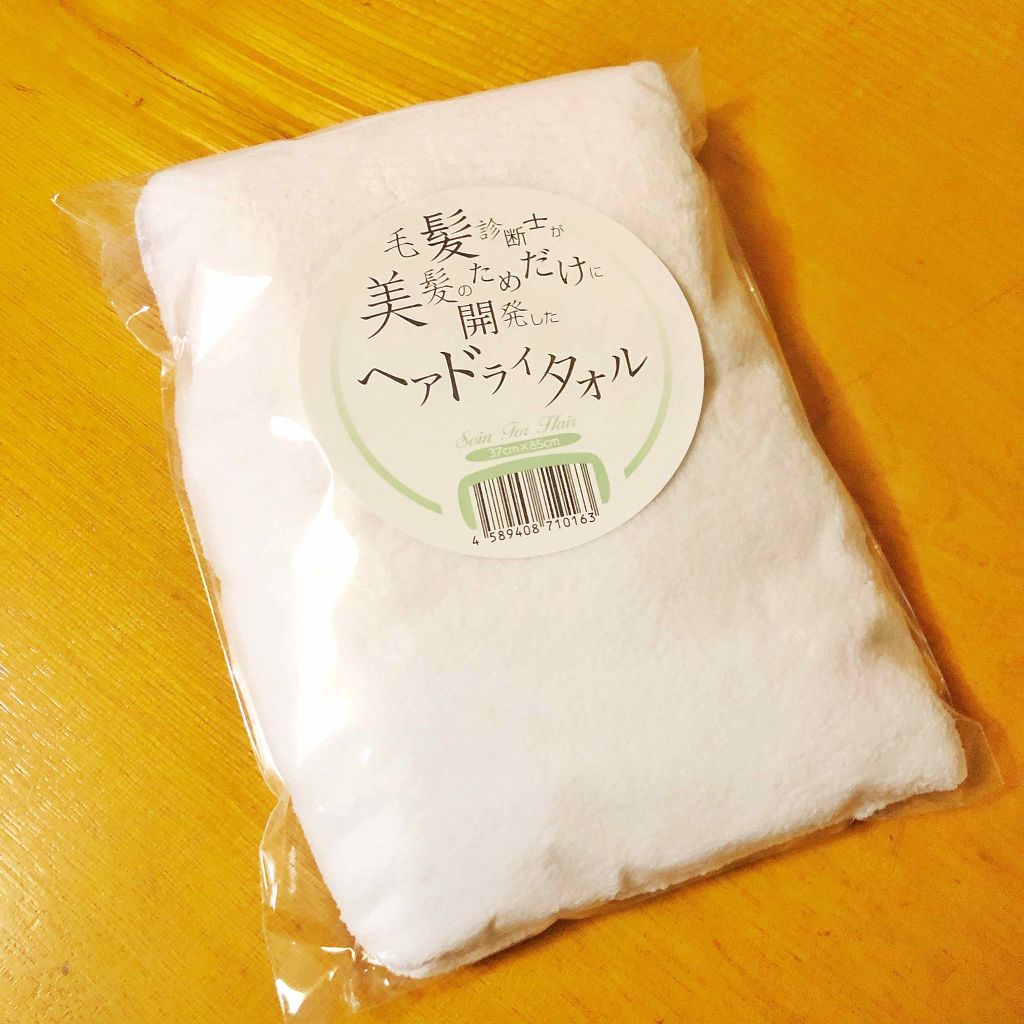 毛髪診断士が
美髪のためだけに
開発した
ヘアドライタオル
Soin For Hair
37cm×85cm
4 589408 710163